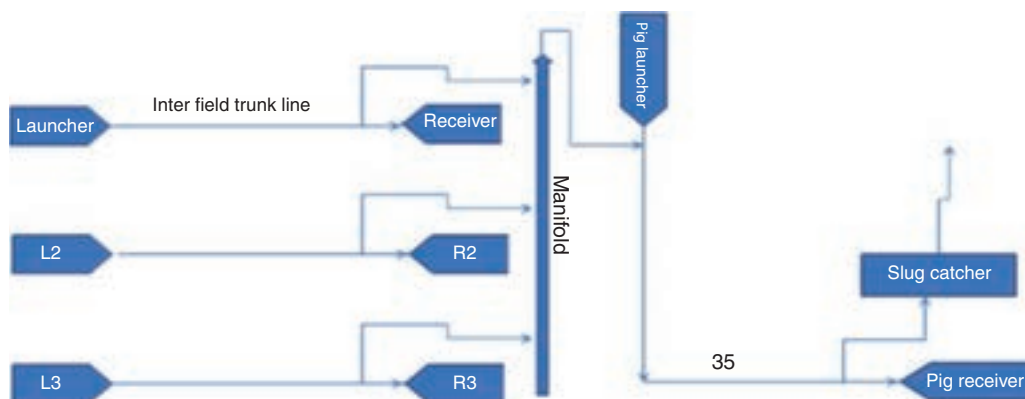 Launcher
Inter field trunk line
Receiver
L2
R2
L3
R3
Manifold
Pig launcher
35
Slug catcher
Pig receiver